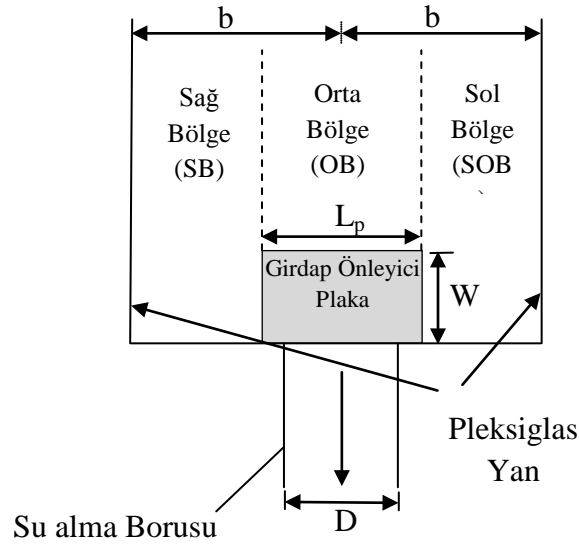 b
b
Sağ
Bölge
(SB)
Orta
Bölge
(OB)
Sol
Bölge
(SOB
Lp
Girdap Önleyici
Plaka
W
Pleksiglas
Yan
Su alma Borusu
D